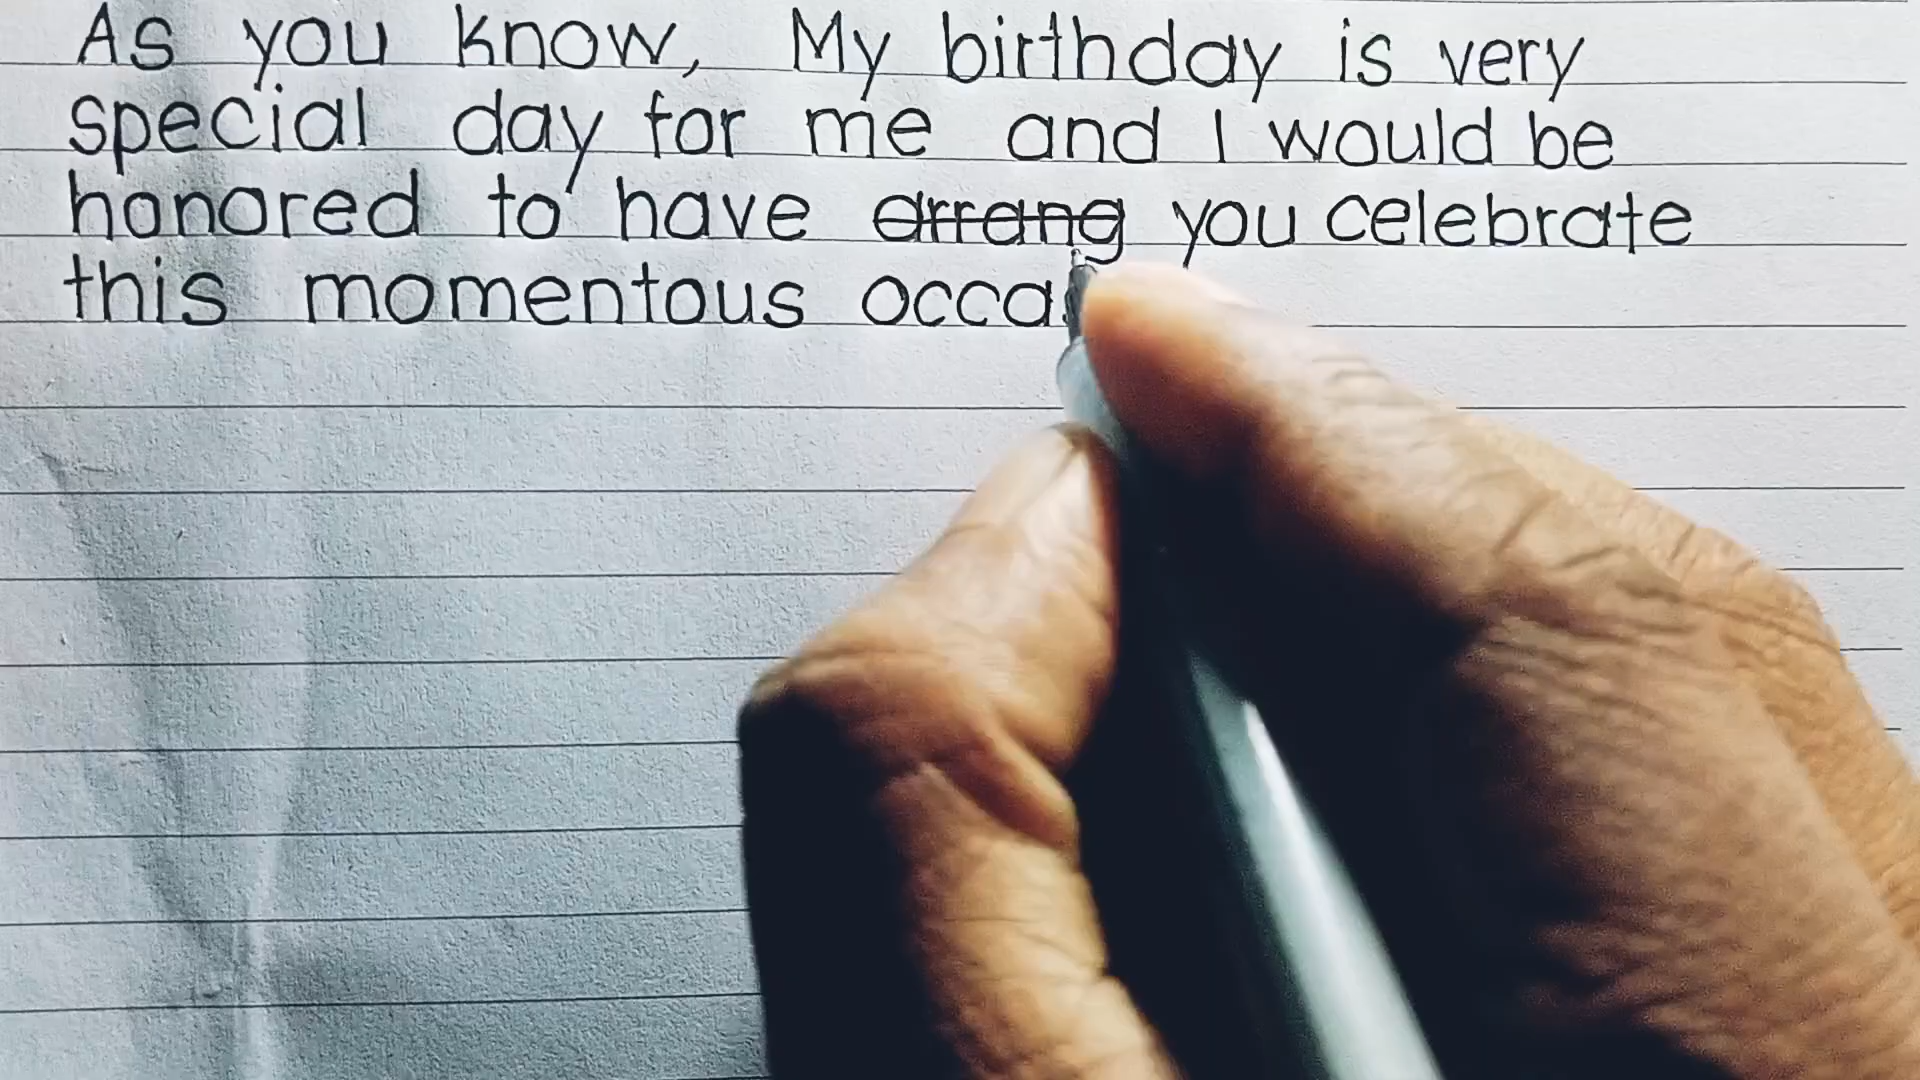 As you know, My birthday is very
special day for me and I would be
honored to have arrang you celebrate
this momentous occa